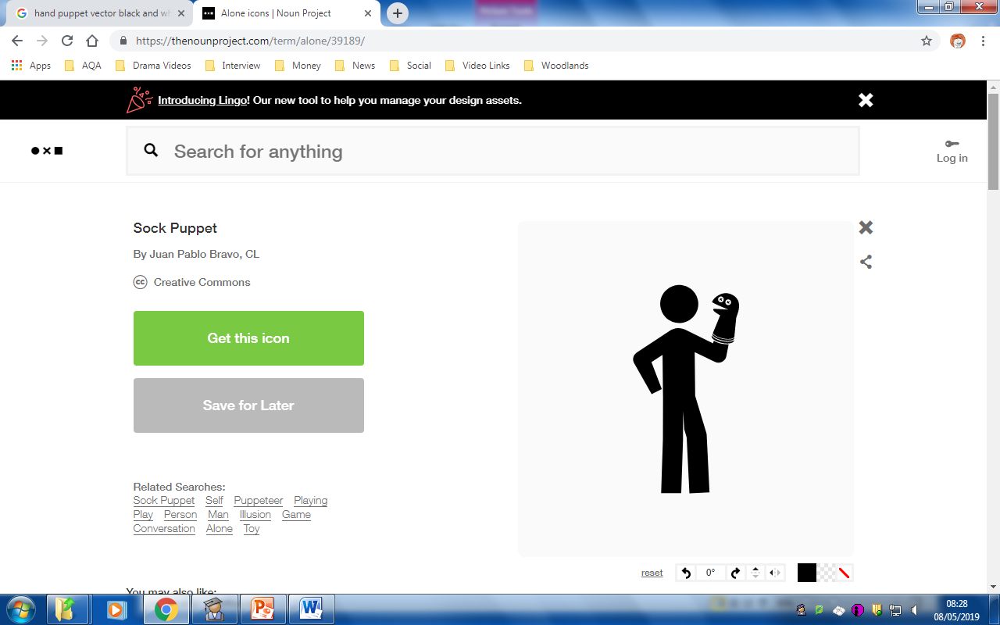 hand puppet vector black and wh
Alone icons | Noun Project
https://thenounproject.com/term/alone/39189/
Apps AQA Drama Videos Interview Money News Social Video Links Woodlands
Introducing Lingo! Our new tool to help you manage your design assets.
Search for anything
Log in
Sock Puppet
By Juan Pablo Bravo, CL
cc Creative Commons
Get this icon
Save for Later
Related Searches:
Sock Puppet Self Puppeteer Playing
Play Person Man Illusion Game
Conversation Alone Toy
reset 0°
You may also like:
08:28
08/05/2019